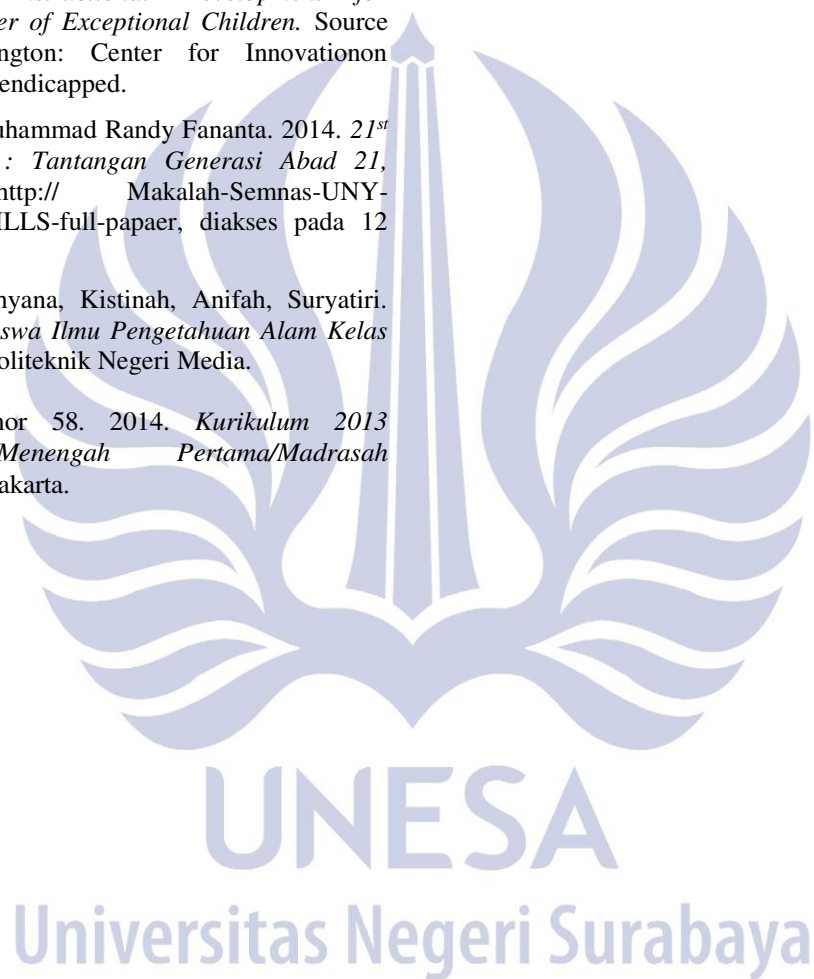 er of Exceptional Children. Source
ngton: Center for Innovationon
endicapped.
uhammad Randy Fananta. 2014. 21st
: Tantangan Generasi Abad 21,
http:// Makalah-Semnas-UNY-
ILLS-full-papaer, diakses pada 12
nyana, Kistinah, Anifah, Suryatiri.
swa Ilmu Pengetahuan Alam Kelas
oliteknik Negeri Media.
nor 58. 2014. Kurikulum 2013
Menengah Pertama/Madrasah
akarta.
UNESA
Universitas Negeri Surabaya